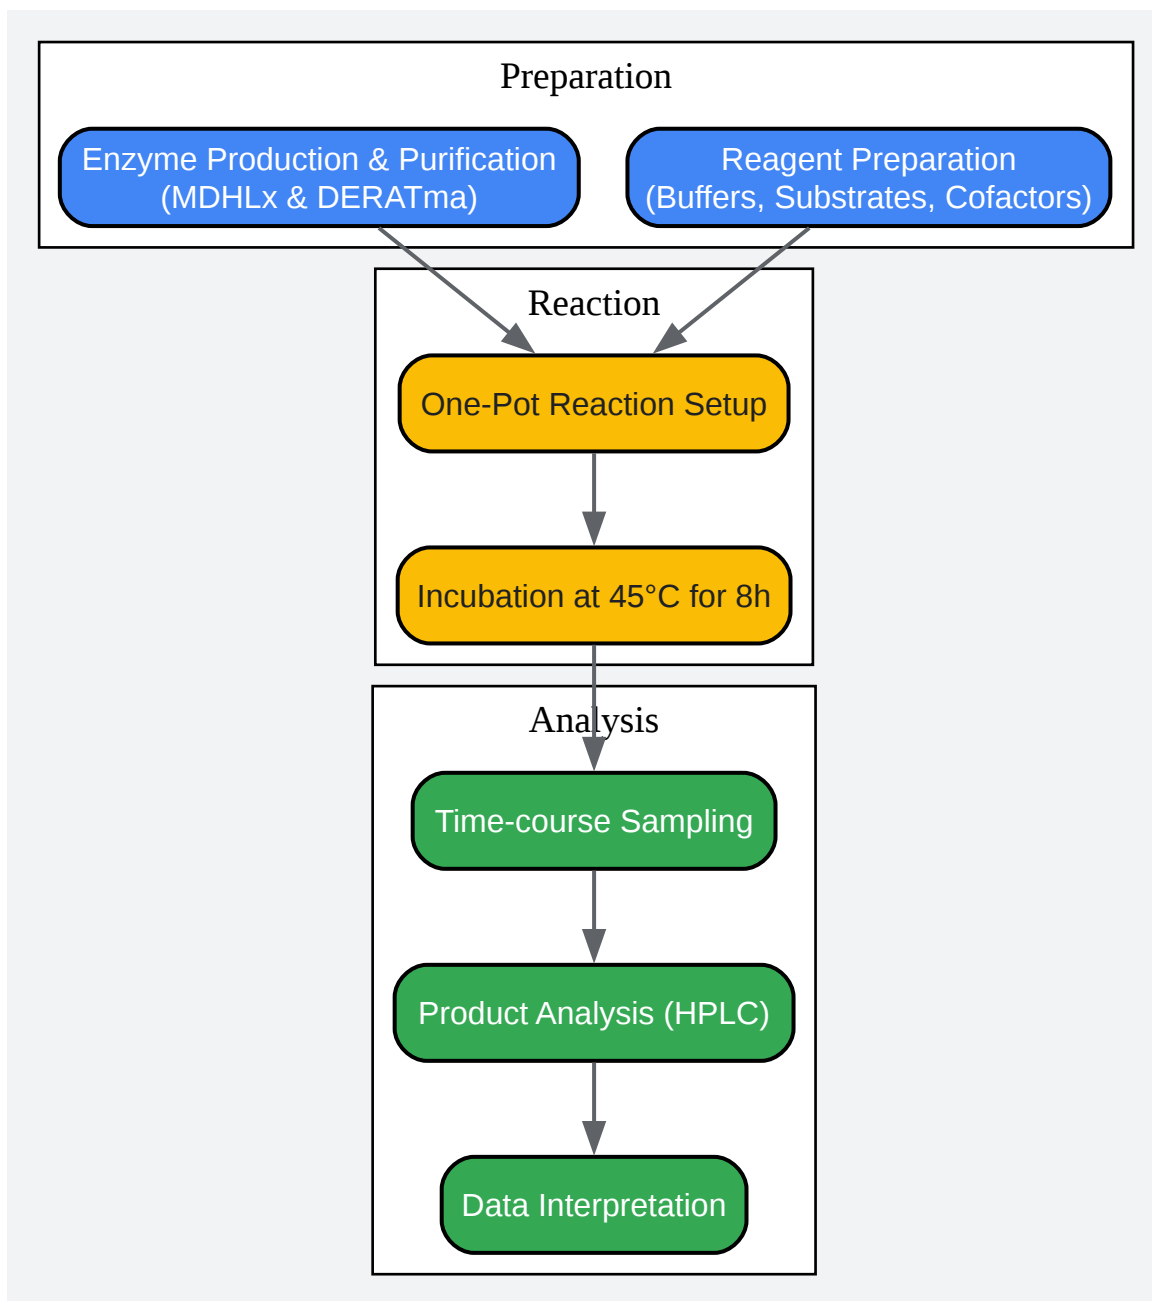 Preparation
Enzyme Production & Purification
(MDHLx & DERATma)
Reagent Preparation
(Buffers, Substrates, Cofactors)
Reaction
One-Pot Reaction Setup
Incubation at 45°C for 8h
Analysis
Time-course Sampling
Product Analysis (HPLC)
Data Interpretation